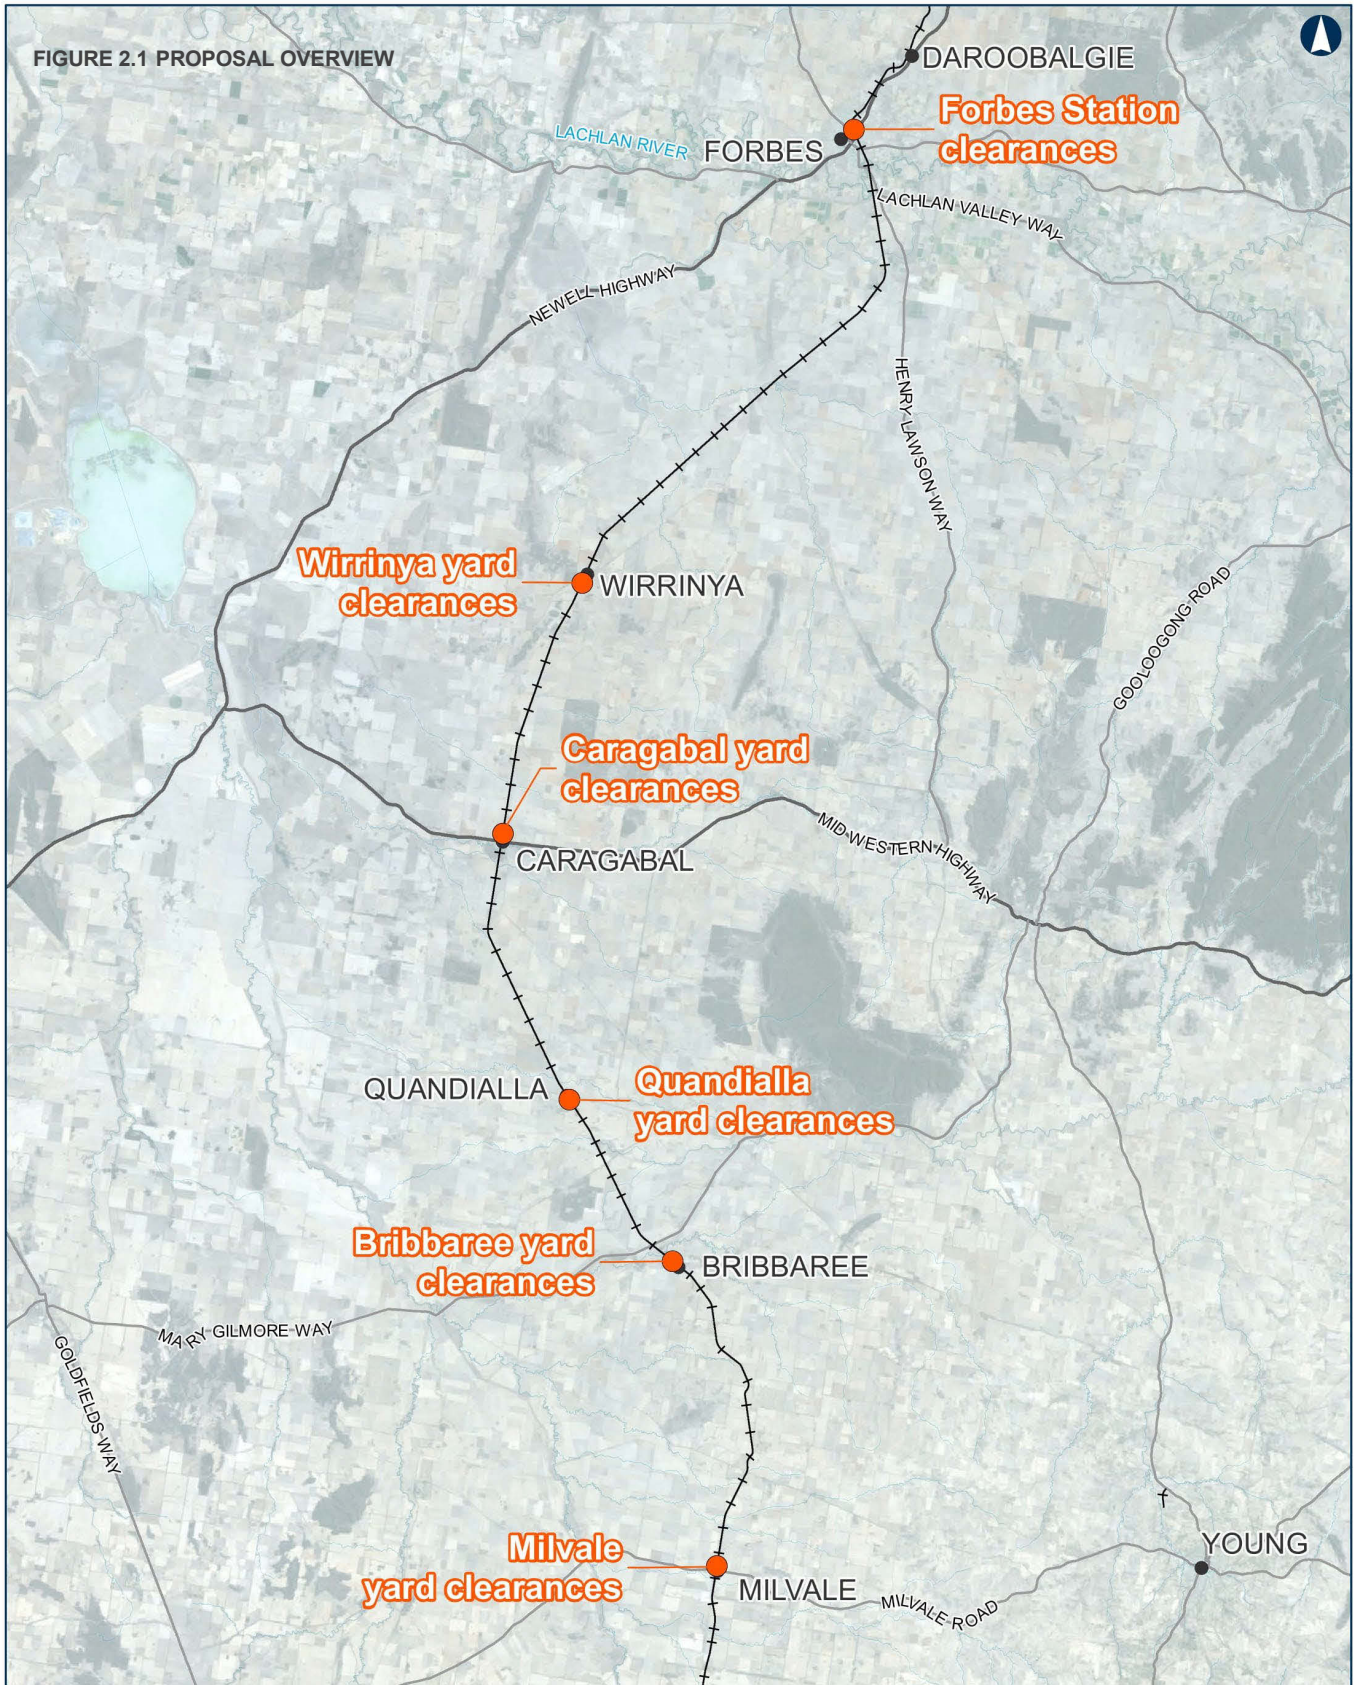 FIGURE 2.1 PROPOSAL OVERVIEW
DAROOBALGIE
Forbes Station
clearances
LACHLAN RIVER
FORBES
LACHLAN VALLEY WAY
NEWELL HIGHWAY
HENRY LAWSON WAY
Wirrinya yard
clearances
WIRRINYA
GOOLOOGONG ROAD
Caragabal yard
clearances
MID WESTERN HIGHWAY
CARAGABAL
QUANDIALLA
Quandialla
yard clearances
Bribbaree yard
clearances
BRIBBAREE
MARY GILMORE WAY
GOLDFIELDS WAY
Milvale
yard clearances
YOUNG
MILVALE
MILVALE ROAD